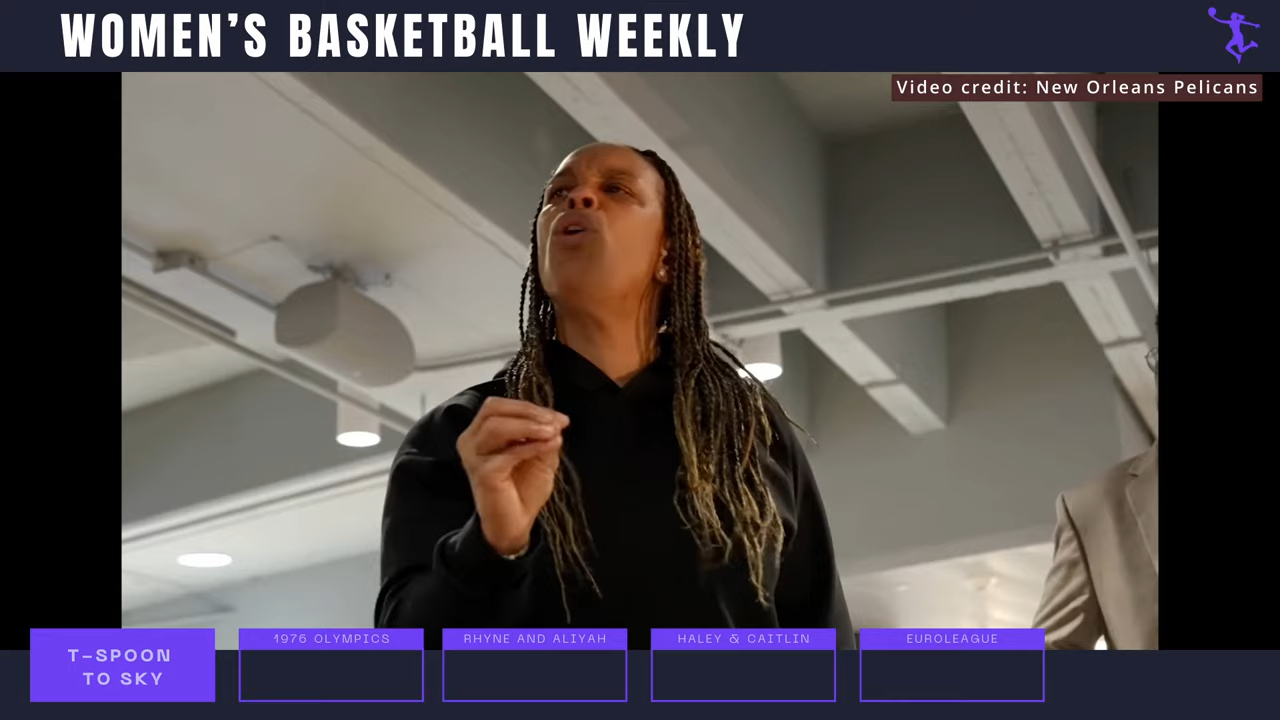 WOMEN’S BASKETBALL WEEKLY
Video credit: New Orleans Pelicans
T-SPOON
TO SKY
1976 OLYMPICS
RHYNE AND ALIYAH
HALEY & CAITLIN
EUROLEAGUE